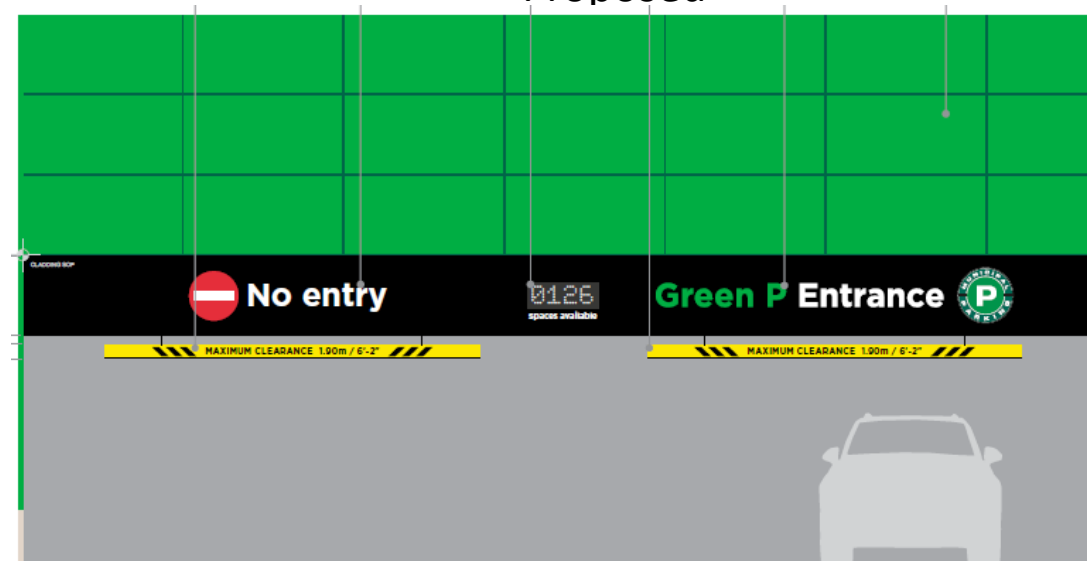 Proposed
CLADDING BOP
No entry
0126
spaces available
Green P Entrance
MUNICIPAL
P
PARKING
MAXIMUM CLEARANCE 1.90m / 6'-2"
MAXIMUM CLEARANCE 1.90m / 6'-2"